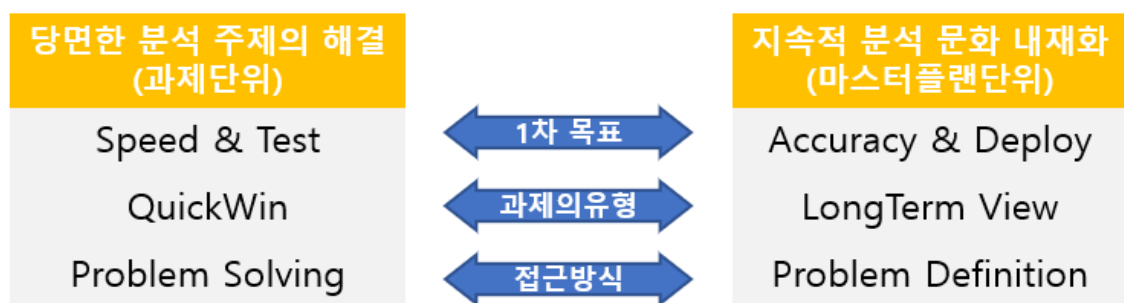 당면한 분석 주제의 해결
(과제단위)
지속적 분석 문화 내재화
(마스터플랜단위)
Speed & Test
1차 목표
Accuracy & Deploy
QuickWin
과제의유형
LongTerm View
Problem Solving
접근방식
Problem Definition